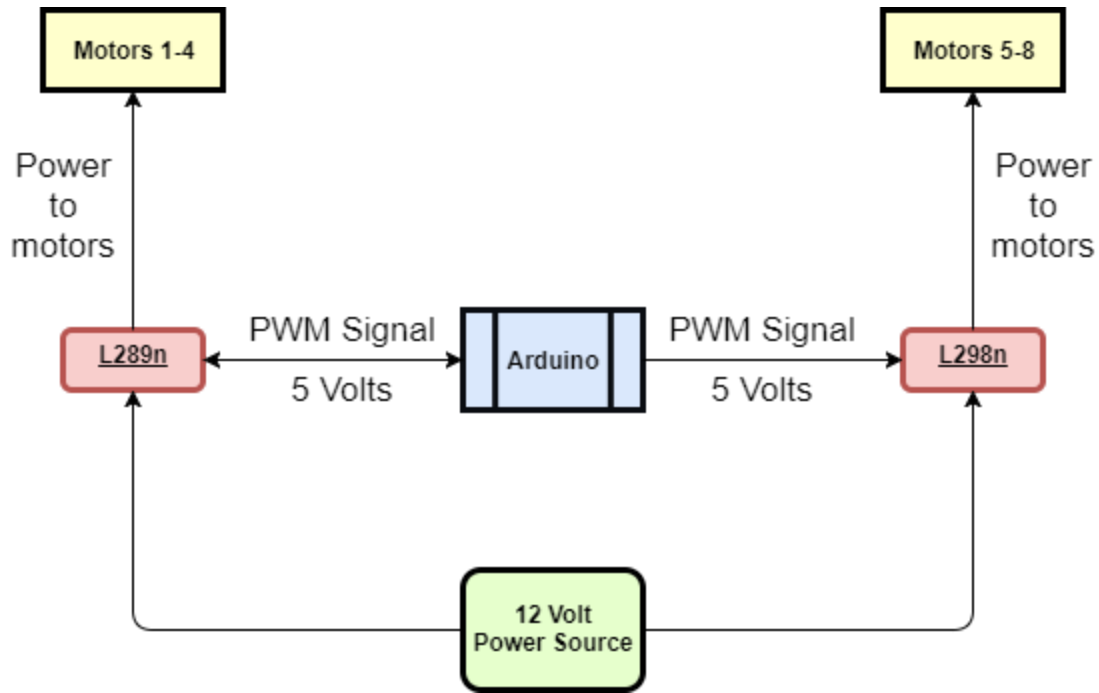 Motors 1-4
Motors 5-8
Power
to
motors
Power
to
motors
L289n
PWM Signal
5 Volts
Arduino
PWM Signal
5 Volts
L298n
12 Volt
Power Source